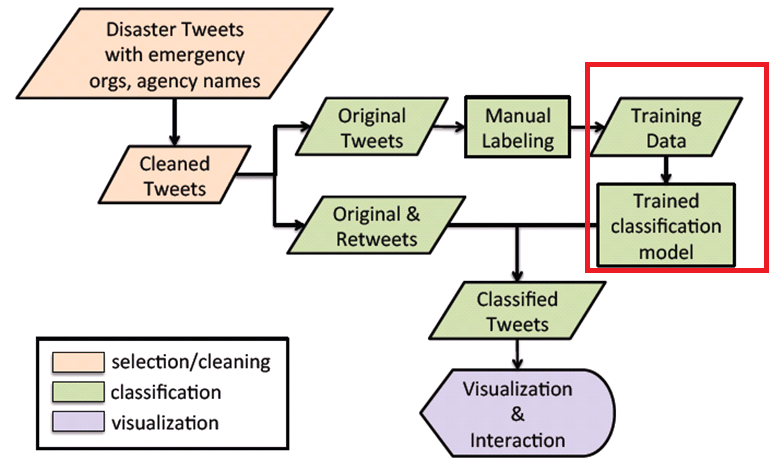 Disaster Tweets
with emergency
orgs, agency names
Cleaned
Tweets
Original
Tweets
Manual
Labeling
Training
Data
Original &
Retweets
Trained
classification
model
Classified
Tweets
Visualization
&
Interaction
selection/cleaning
classification
visualization